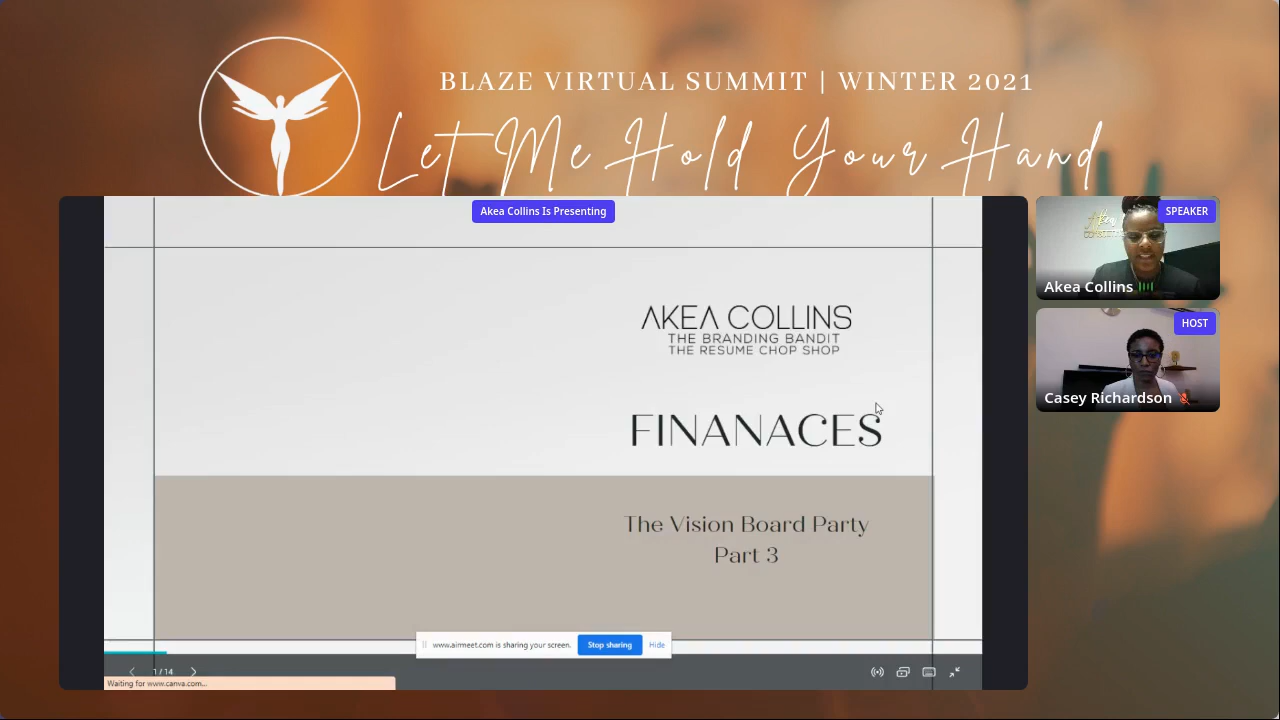 BLAZE VIRTUAL SUMMIT | WINTER 2021
Let Me Hold Your Hand
Akea Collins Is Presenting
SPEAKER
Akea Collins
HOST
Casey Richardson
AKEA COLLINS
THE BRANDING BANDIT
THE RESUME CHOP SHOP
FINANACES
The Vision Board Party
Part 3
www.airmeet.com is sharing your screen.
Stop sharing
Hide
1 / 14
Waiting for www.canva.com...